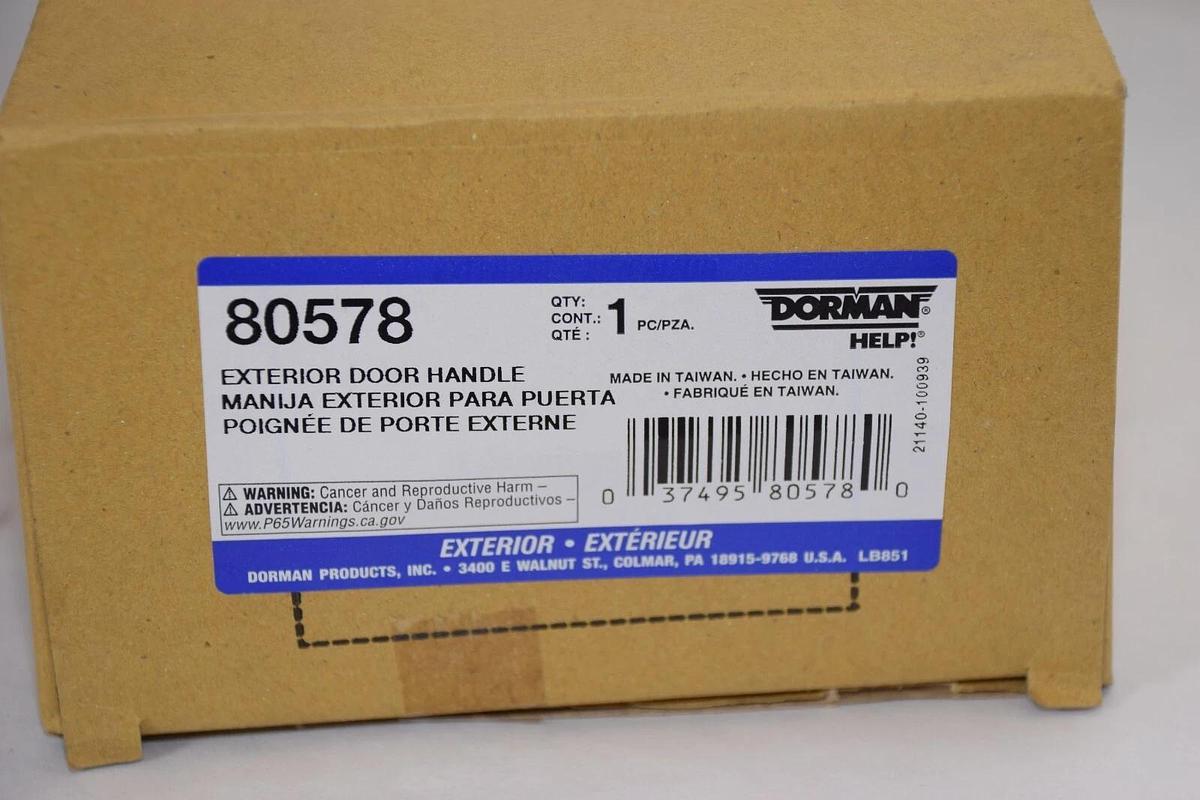 80578
QTY:
CONT.: 1 PC/PZA.
QTÉ :
DORMAN®
HELP!®
EXTERIOR DOOR HANDLE
MANIJA EXTERIOR PARA PUERTA
POIGNÉE DE PORTE EXTERNE
MADE IN TAIWAN. • HECHO EN TAIWAN.
• FABRIQUÉ EN TAIWAN.
21140-100939
0 37495 80578 0
⚠ WARNING: Cancer and Reproductive Harm –
⚠ ADVERTENCIA: Cáncer y Daños Reproductivos –
www.P65Warnings.ca.gov
EXTERIOR • EXTÉRIEUR
DORMAN PRODUCTS, INC. • 3400 E WALNUT ST., COLMAR, PA 18915-9768 U.S.A. LB851